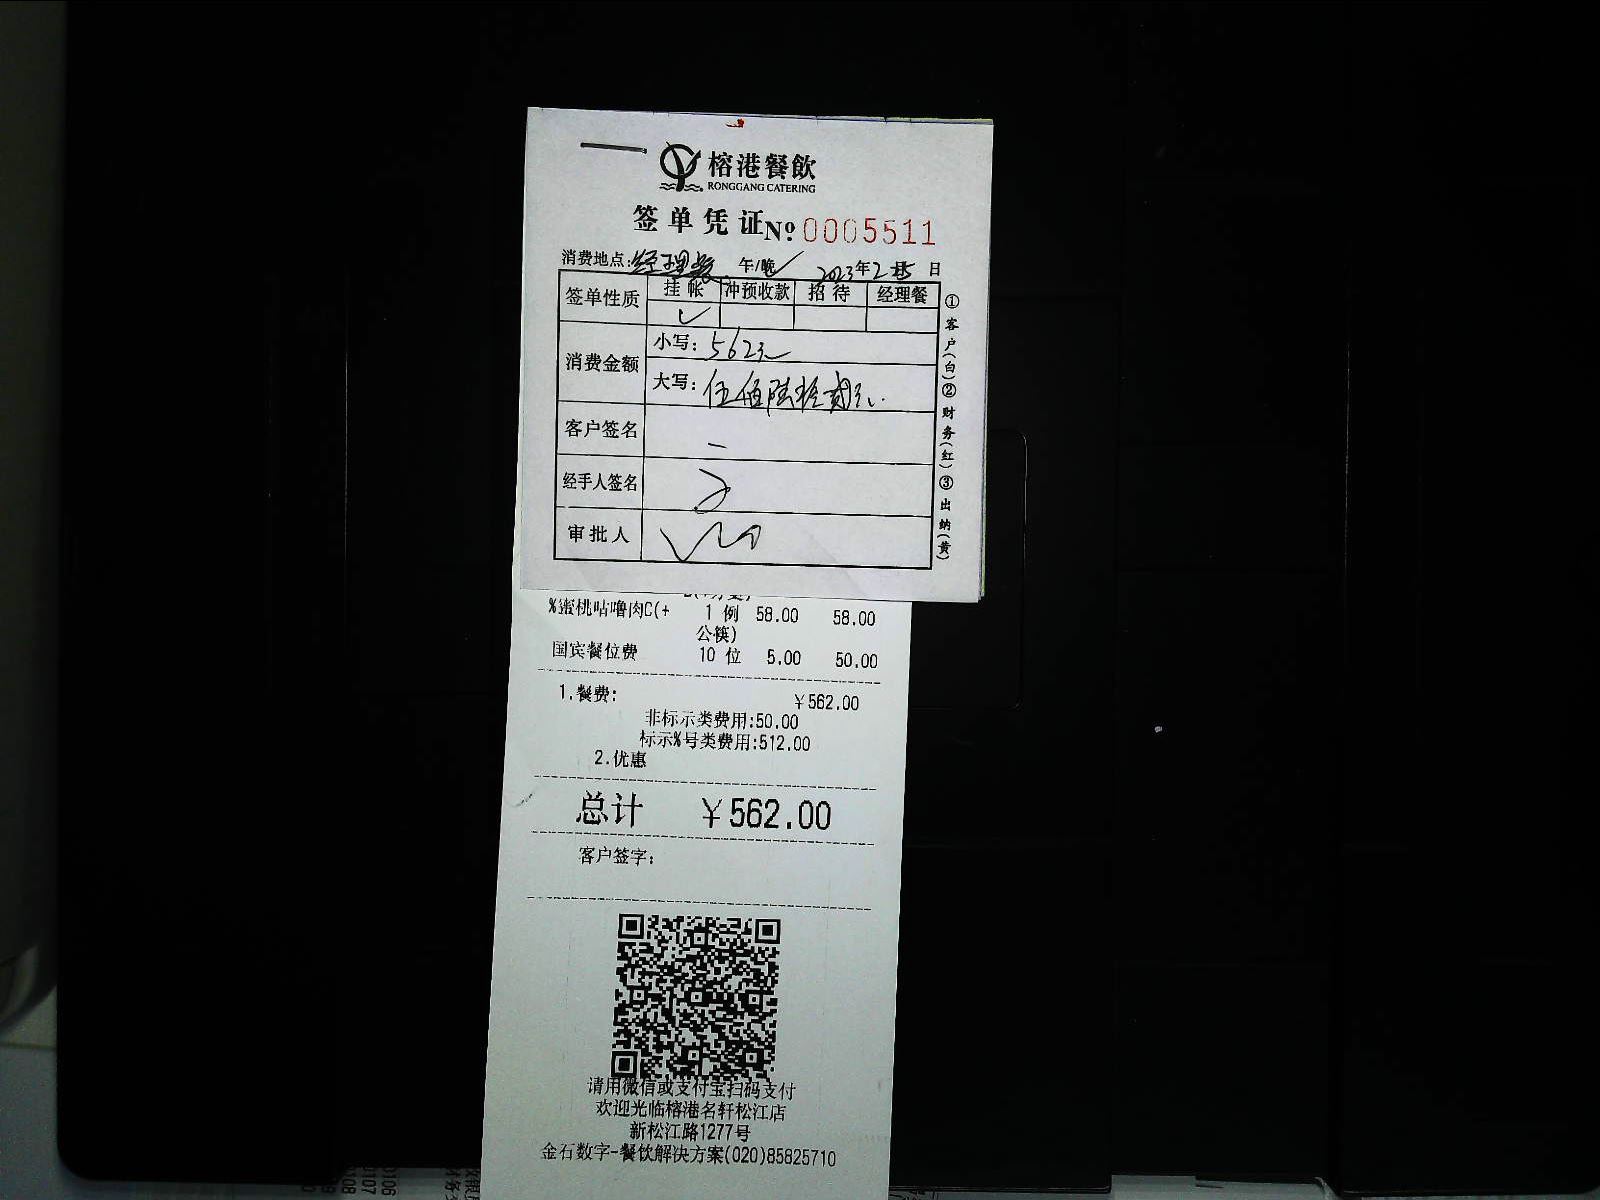 榕港餐飲
RONGGANG CATERING
签单凭证 Nº 0005511
消费地点: 经理餐 午/晚✓ 2023年2月15日
签单性质 挂帐 冲预收款 招待 经理餐
✓
消费金额 小写: 562元
大写: 伍佰陆拾贰元
客户签名
经手人签名
审批人
①客户(白)②财务(红)③出纳(黄)
%蜜桃咕噜肉C(+ 1 例 58.00 58.00
公筷)
国宾餐位费 10 位 5.00 50.00
1.餐费: ￥562.00
非标示类费用:50.00
标示%号类费用:512.00
2.优惠
总计 ￥562.00
客户签字:
请用微信或支付宝扫码支付
欢迎光临榕港名轩松江店
新松江路1277号
金石数字-餐饮解决方案(020)85825710